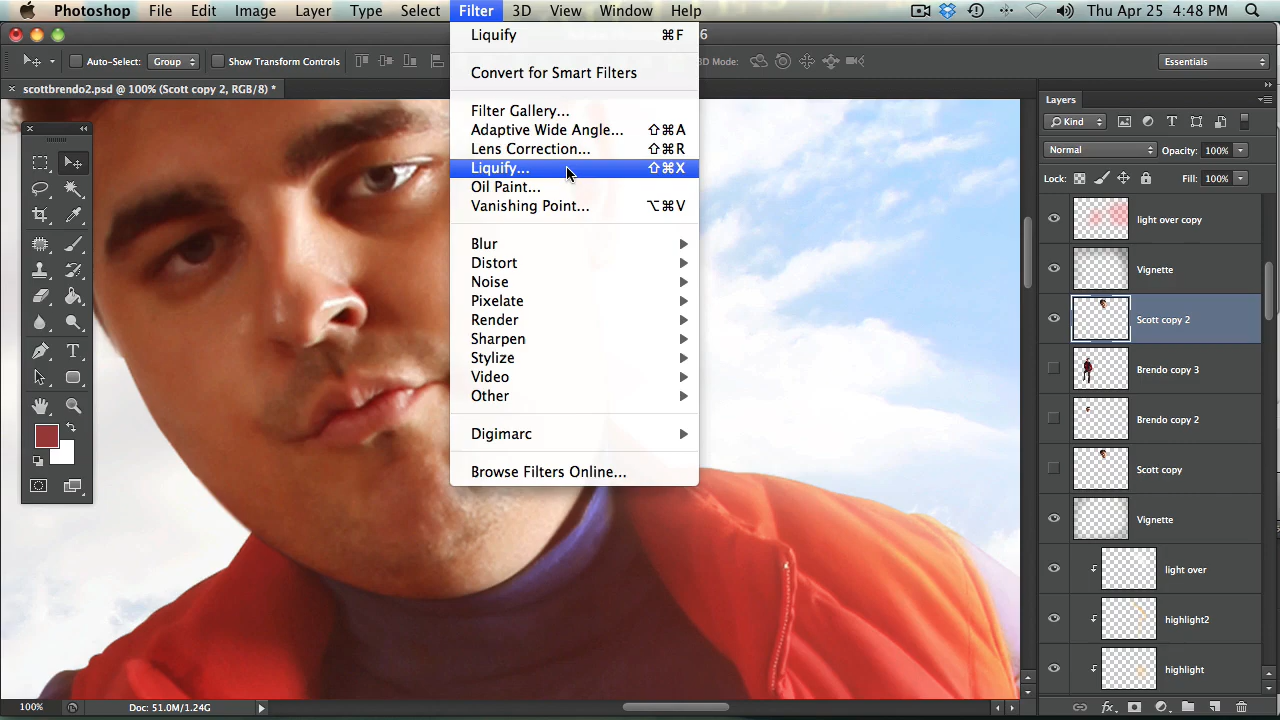 Photoshop File Edit Image Layer Type Select Filter 3D View Window Help Thu Apr 25 4:48 PM
6
Auto-Select: Group Show Transform Controls 3D Mode: Essentials
× scottbrendo2.psd @ 100% (Scott copy 2, RGB/8) *
Liquify ⌘F
Convert for Smart Filters
Filter Gallery...
Adaptive Wide Angle... ⇧⌘A
Lens Correction... ⇧⌘R
Liquify... ⇧⌘X
Oil Paint...
Vanishing Point... ⌥⌘V
Blur
Distort
Noise
Pixelate
Render
Sharpen
Stylize
Video
Other
Digimarc
Browse Filters Online...
Layers
Kind
Normal Opacity: 100%
Lock: Fill: 100%
light over copy
Vignette
Scott copy 2
Brendo copy 3
Brendo copy 2
Scott copy
Vignette
light over
highlight2
highlight
100% Doc: 51.0M/1.24G